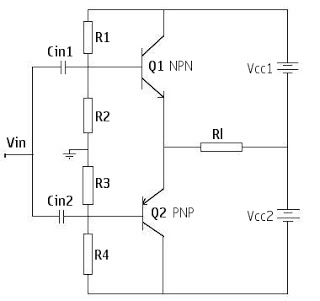 R1
Cin1
Q1 NPN
Vcc1
R2
Vin
Rl
R3
Cin2
Q2 PNP
Vcc2
R4